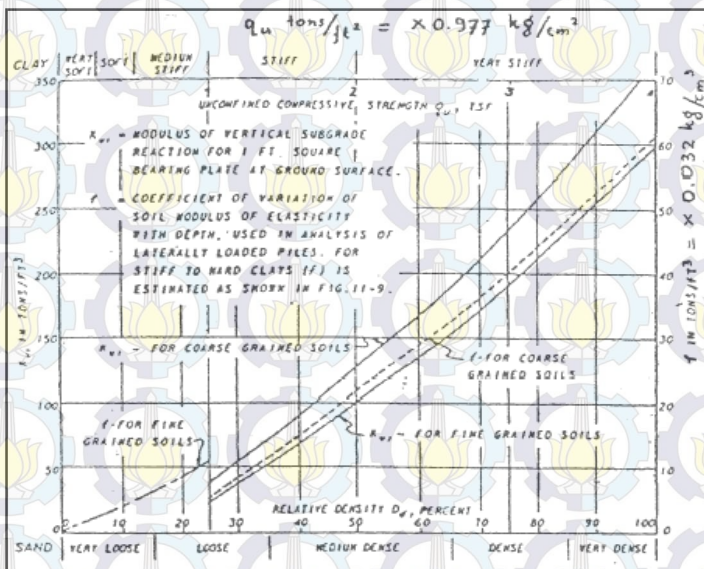 qu tons/ft² = × 0.977 kg/cm²
CLAY VERY SOFT SOFT MEDIUM STIFF STIFF VERY STIFF
350 1 2 3 4 70
UNCONFINED COMPRESSIVE STRENGTH Qu, TSF
Kv1 = MODULUS OF VERTICAL SUBGRADE
REACTION FOR 1 FT. SQUARE
BEARING PLATE AT GROUND SURFACE.
300 60
f = COEFFICIENT OF VARIATION OF
SOIL MODULUS OF ELASTICITY
WITH DEPTH, USED IN ANALYSIS OF
LATERALLY LOADED PILES. FOR
STIFF TO HARD CLAYS (f) IS
ESTIMATED AS SHOWN IN FIG. 11-9.
250 50
200 40
150 30
Kv1 - FOR COARSE GRAINED SOILS
f-FOR COARSE
GRAINED SOILS
100 20
f-FOR FINE
GRAINED SOILS
Kv1 - FOR FINE GRAINED SOILS
50 10
RELATIVE DENSITY Dd, PERCENT
0 10 20 30 40 50 60 70 80 90 100 0
SAND VERY LOOSE LOOSE MEDIUM DENSE DENSE VERY DENSE
Kv1 IN TONS/FT3
f IN TONS/FT3 = × 0.032 kg/cm3